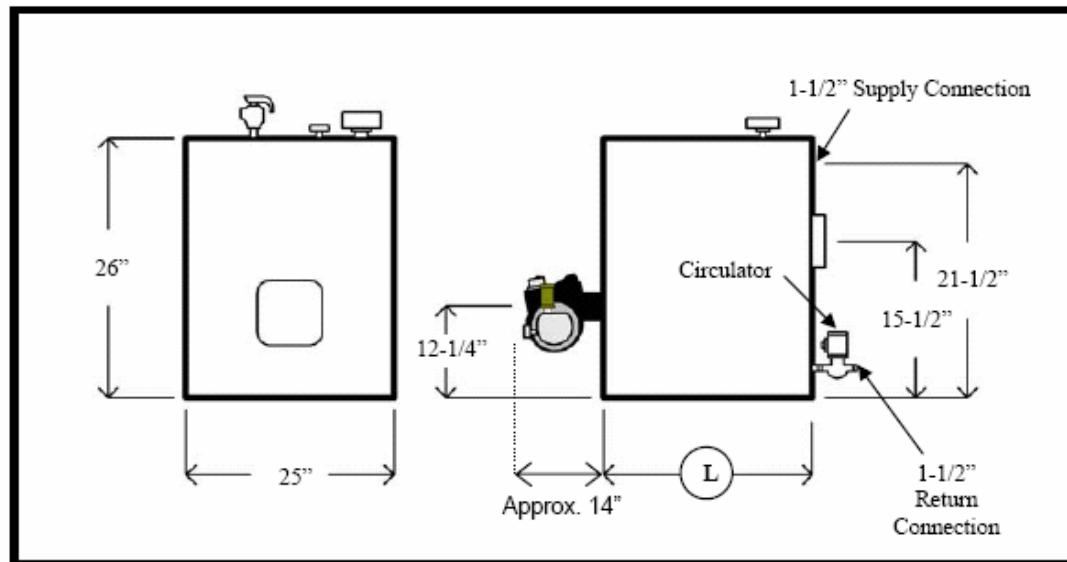 1-1/2” Supply Connection
26”
Circulator
21-1/2”
15-1/2”
12-1/4”
25”
L
Approx. 14”
1-1/2”
Return
Connection